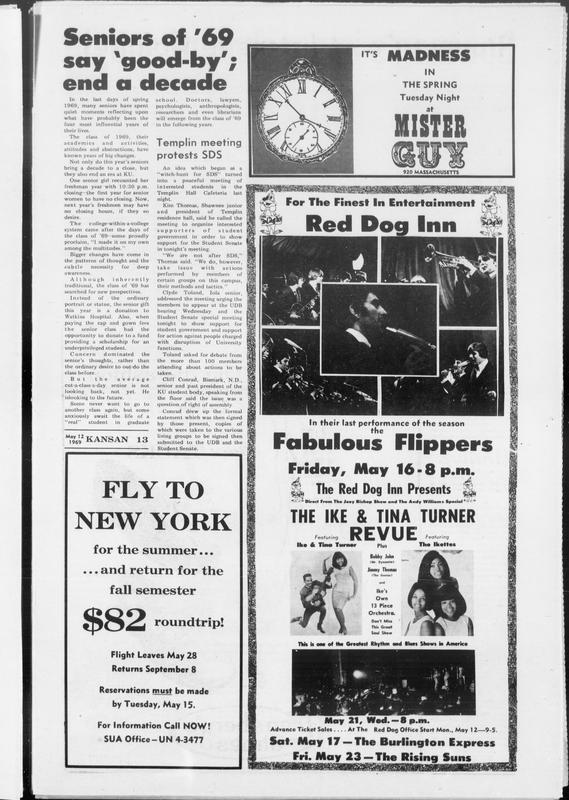 Seniors of '69
say 'good-by';
end a decade
In the last days of spring
1969, many seniors have spent
quiet moments reflecting upon
what have probably been the
four most influential years of
their lives.
The class of 1969, their
academics and activities,
attitudes and abstractions, have
known years of big changes.
Not only do this year's seniors
bring a decade to a close, but
they also end an era at KU.
One senior girl recounted her
freshman year with 10:30 p.m.
closing—the first year for senior
women to have no closing. Now,
next year's freshmen may have
no closing hours, if they so
desire.
The college-within-a-college
system came after the days of
the class of '69—some proudly
proclaim, "I made it on my own
among the multitudes."
Bigger changes have come in
the patterns of thought and the
subtle necessity for deep
awareness.
Although inherently
traditional, the class of '69 has
searched for new perspectives.
Instead of the ordinary
portrait or statue, the senior gift
this year is a donation to
Watkins Hospital. Also, when
paying the cap and gown fees
the senior class had the
opportunity to donate to a fund
providing a scholarship for an
underprivileged student.
Concern dominated the
senior's thoughts, rather than
the ordinary desire to out-do the
class before.
But the average
cut-a-class-a-day senior is not
looking back, not yet. He
is looking to the future.
Some never want to go to
another class again, but some
anxiously await the life of a
"real" student in graduate
school. Doctors, lawyers,
psychologists, anthropologists,
researchers and even librarians
will emerge from the class of '69
in the following years.
Templin meeting
protests SDS
An idea which began as a
"witch-hunt for SDS" turned
into a peaceful meeting of
interested students in the
Templin Hall Cafeteria last
night.
Kim Thomas, Shawnee junior
and president of Templin
residence hall, said he called the
meeting to organize interested
supporters of student
government in order to show
support for the Student Senate
in tonight's meeting.
"We are not after SDS,"
Thomas said. "We do, however,
take issue with actions
performed by members of
certain groups on this campus,
their methods and tactics."
Clyde Toland, Iola senior,
addressed the meeting urging the
members to appear at the UDB
hearing Wednesday and the
Student Senate special meeting
tonight to show support for
student government and support
for action against people charged
with disruption of University
functions.
Toland asked for debate from
the more than 100 members
attending about actions to be
taken.
Cliff Conrad, Bismark, N.D.,
senior and past president of the
KU student body, speaking from
the floor said the issue was a
question of right of assembly.
Conrad drew up the formal
statement which was then signed
by those present, copies of
which were taken to the various
living groups to be signed then
submitted to the UDB and the
Student Senate.
May 12
1969 KANSAN 13
FLY TO
NEW YORK
for the summer...
...and return for the
fall semester
$82 roundtrip!
Flight Leaves May 28
Returns September 8
Reservations must be made
by Tuesday, May 15.
For Information Call NOW!
SUA Office—UN 4-3477
IT'S MADNESS
IN
THE SPRING
Tuesday Night
at
MISTER
GUY
920 MASSACHUSETTS
For The Finest In Entertainment
Red Dog Inn
In their last performance of the season
the
Fabulous Flippers
Friday, May 16-8 p.m.
The Red Dog Inn Presents
Direct From The Joey Bishop Show and The Andy Williams Special
THE IKE & TINA TURNER
REVUE
Featuring
Ike & Tina Turner
Plus
Featuring
The Ikettes
Bobby John
Jimmy Thomas
and
Ike's
Own
13 Piece
Orchestra.
Don't Miss
This Great
Soul Show
This is one of the Greatest Rhythm and Blues Shows in America
May 21, Wed.—8 p.m.
Advance Ticket Sales . . . . At The Red Dog Office Start Mon., May 12—9-5.
Sat. May 17—The Burlington Express
Fri. May 23—The Rising Suns